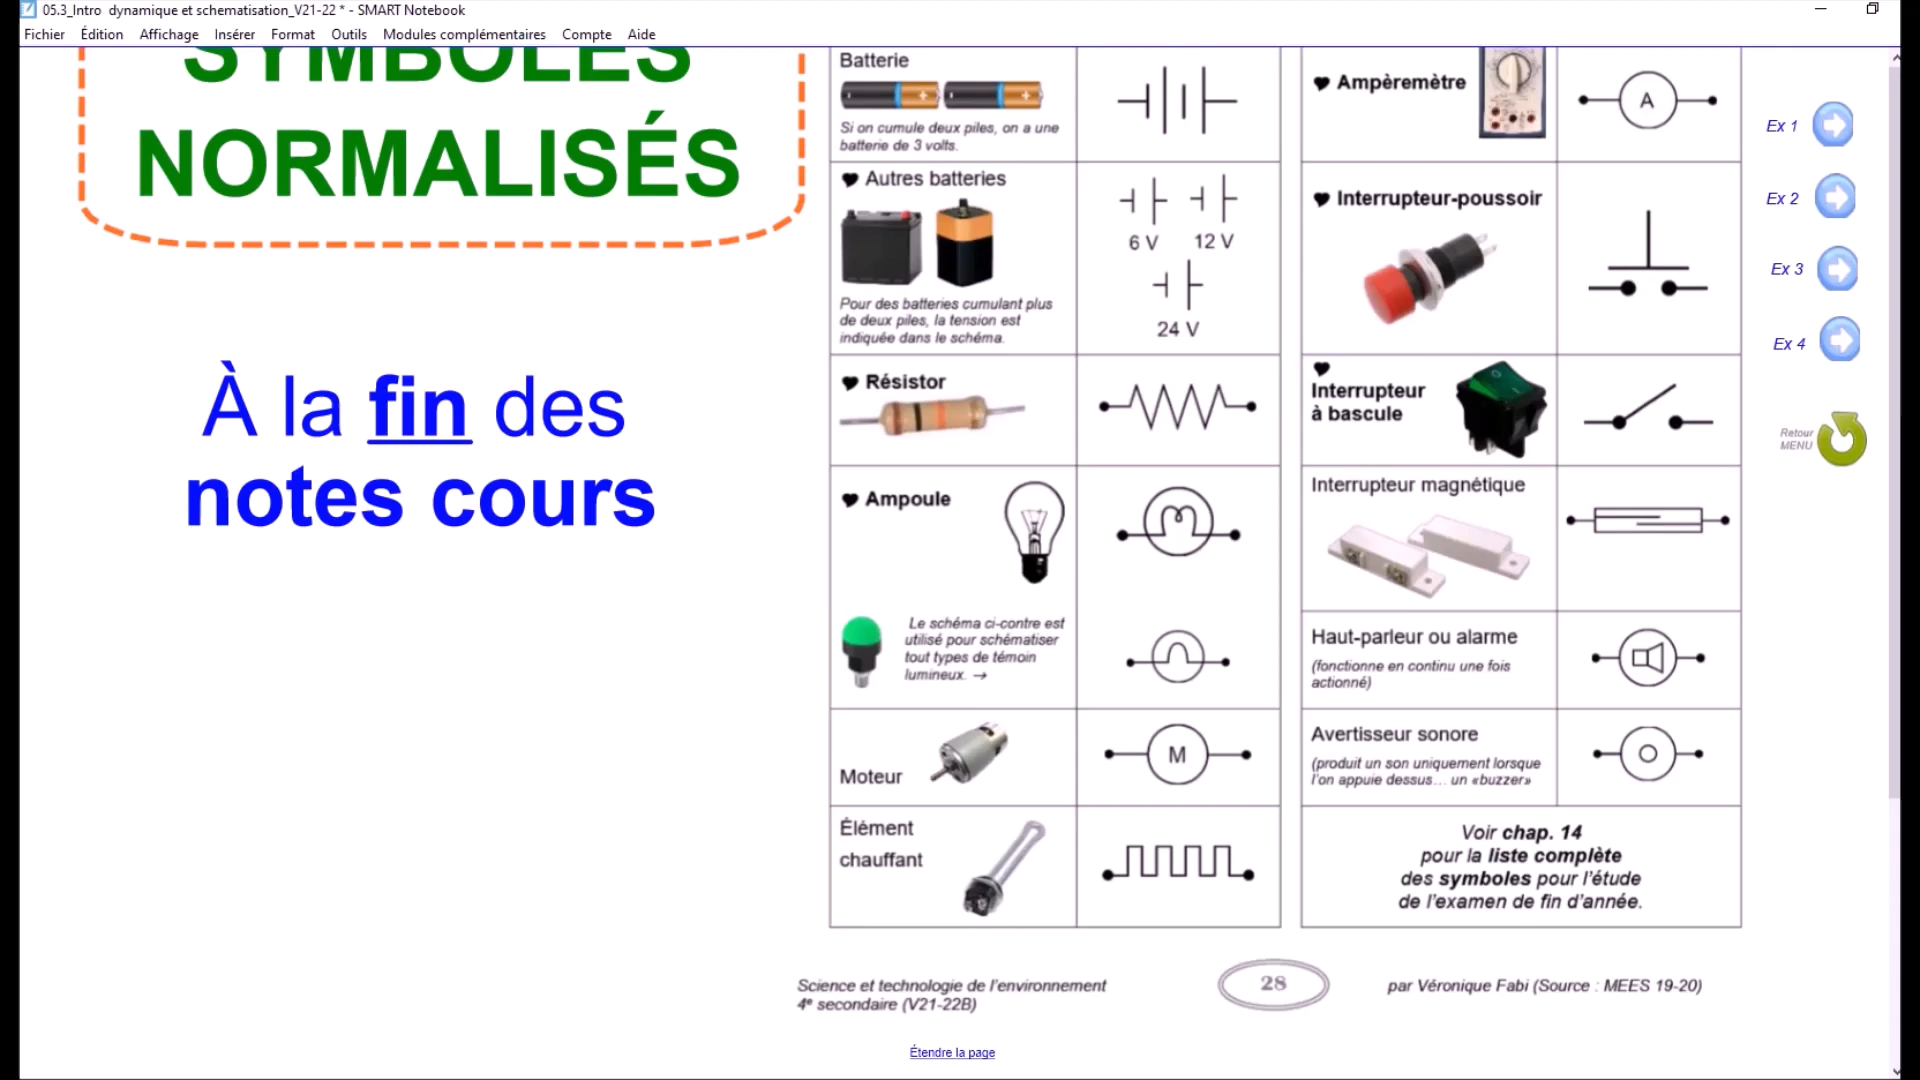 05.3_Intro dynamique et schematisation_V21-22 * - SMART Notebook
Fichier Édition Affichage Insérer Format Outils Modules complémentaires Compte Aide
SYMBOLES
NORMALISÉS
À la fin des
notes cours
Batterie
Si on cumule deux piles, on a une
batterie de 3 volts.
Autres batteries
6 V 12 V
24 V
Pour des batteries cumulant plus
de deux piles, la tension est
indiquée dans le schéma.
Résistor
Ampoule
Le schéma ci-contre est
utilisé pour schématiser
tout types de témoin
lumineux. →
Moteur
M
Élément
chauffant
Ampèremètre
A
Interrupteur-poussoir
Interrupteur
à bascule
Interrupteur magnétique
Haut-parleur ou alarme
(fonctionne en continu une fois
actionné)
Avertisseur sonore
(produit un son uniquement lorsque
l'on appuie dessus... un «buzzer»
Voir chap. 14
pour la liste complète
des symboles pour l'étude
de l'examen de fin d'année.
Ex 1
Ex 2
Ex 3
Ex 4
Retour
MENU
Science et technologie de l'environnement
4e secondaire (V21-22B)
28
par Véronique Fabi (Source : MEES 19-20)
Étendre la page